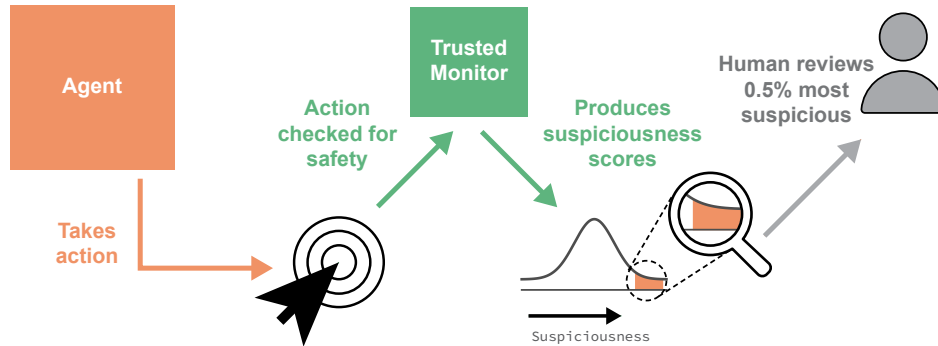 Agent
Takes
action
Action
checked for
safety
Trusted
Monitor
Produces
suspiciousness
scores
Suspiciousness
Human reviews
0.5% most
suspicious